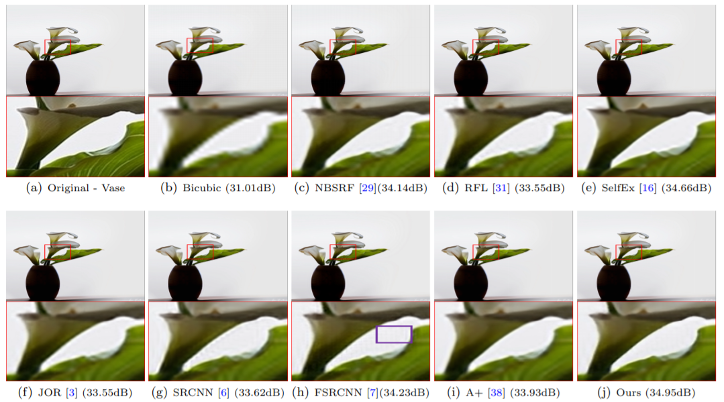 (a) Original - Vase (b) Bicubic (31.01dB) (c) NBSRF [29](34.14dB) (d) RFL [31] (33.55dB) (e) SelfEx [16] (34.66dB)
(f) JOR [3] (33.55dB) (g) SRCNN [6] (33.62dB) (h) FSRCNN [7](34.23dB) (i) A+ [38] (33.93dB) (j) Ours (34.95dB)